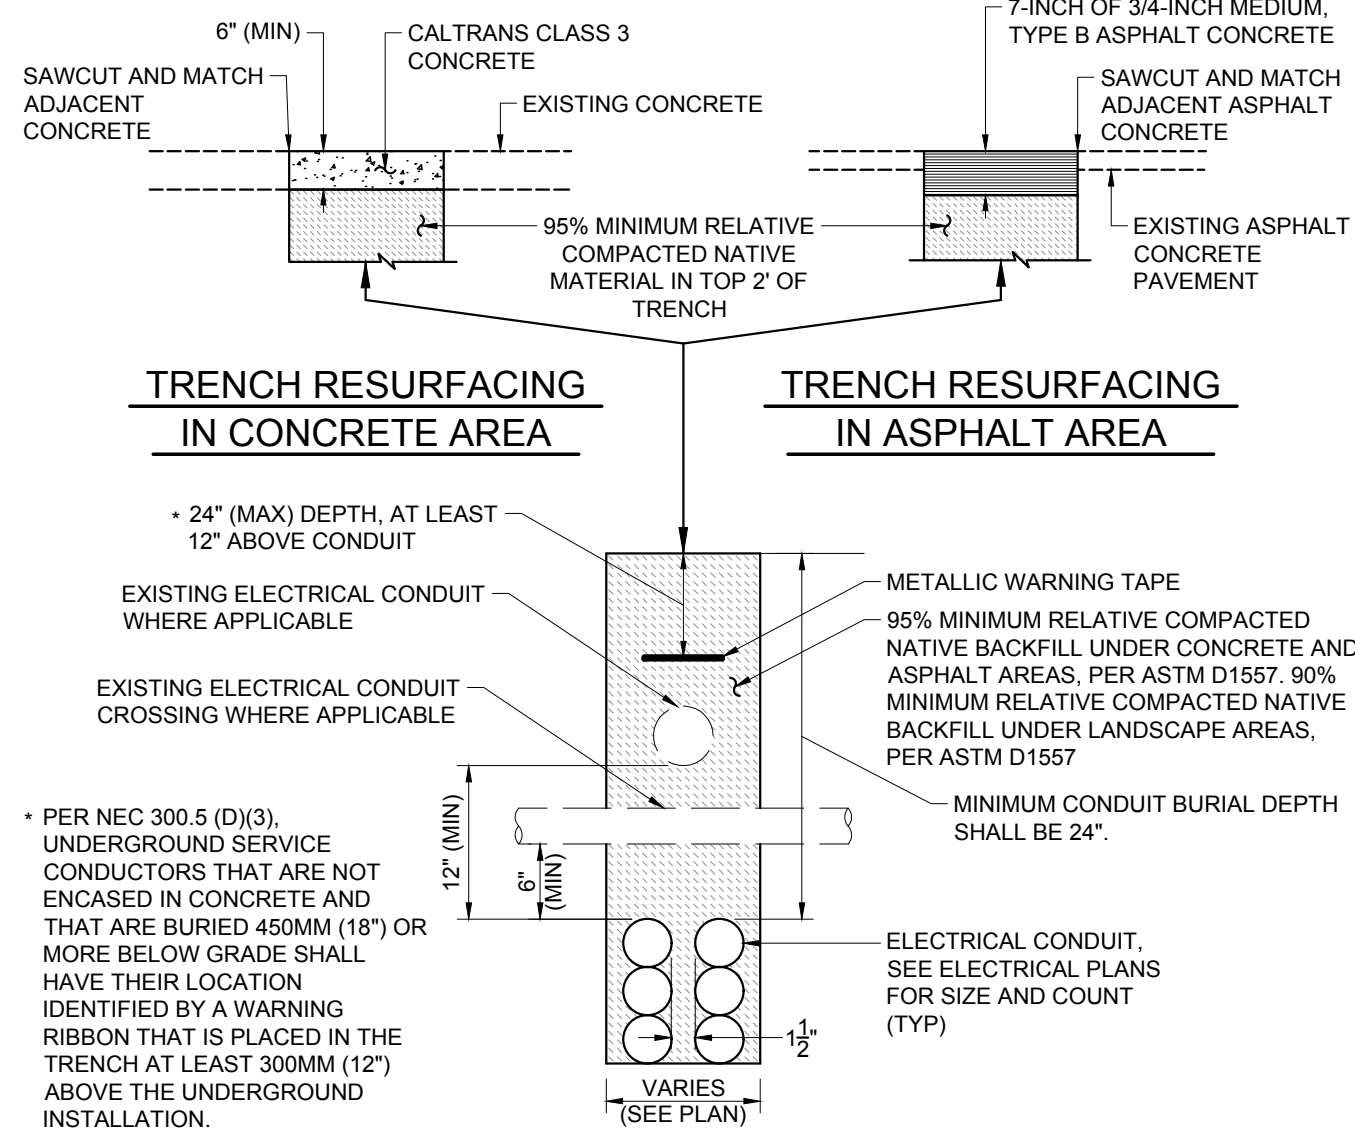 6" (MIN)
CALTRANS CLASS 3
CONCRETE
SAWCUT AND MATCH
ADJACENT
CONCRETE
EXISTING CONCRETE
7-INCH OF 3/4-INCH MEDIUM,
TYPE B ASPHALT CONCRETE
SAWCUT AND MATCH
ADJACENT ASPHALT
CONCRETE
95% MINIMUM RELATIVE
COMPACTED NATIVE
MATERIAL IN TOP 2' OF
TRENCH
EXISTING ASPHALT
CONCRETE
PAVEMENT
TRENCH RESURFACING
IN CONCRETE AREA
TRENCH RESURFACING
IN ASPHALT AREA
* 24" (MAX) DEPTH, AT LEAST
12" ABOVE CONDUIT
EXISTING ELECTRICAL CONDUIT
WHERE APPLICABLE
EXISTING ELECTRICAL CONDUIT
CROSSING WHERE APPLICABLE
METALLIC WARNING TAPE
95% MINIMUM RELATIVE COMPACTED
NATIVE BACKFILL UNDER CONCRETE AND
ASPHALT AREAS, PER ASTM D1557. 90%
MINIMUM RELATIVE COMPACTED NATIVE
BACKFILL UNDER LANDSCAPE AREAS,
PER ASTM D1557
MINIMUM CONDUIT BURIAL DEPTH
SHALL BE 24".
12" (MIN)
6"
(MIN)
* PER NEC 300.5 (D)(3),
UNDERGROUND SERVICE
CONDUCTORS THAT ARE NOT
ENCASED IN CONCRETE AND
THAT ARE BURIED 450MM (18") OR
MORE BELOW GRADE SHALL
HAVE THEIR LOCATION
IDENTIFIED BY A WARNING
RIBBON THAT IS PLACED IN THE
TRENCH AT LEAST 300MM (12")
ABOVE THE UNDERGROUND
INSTALLATION.
ELECTRICAL CONDUIT,
SEE ELECTRICAL PLANS
FOR SIZE AND COUNT
(TYP)
1 1/2"
VARIES
(SEE PLAN)